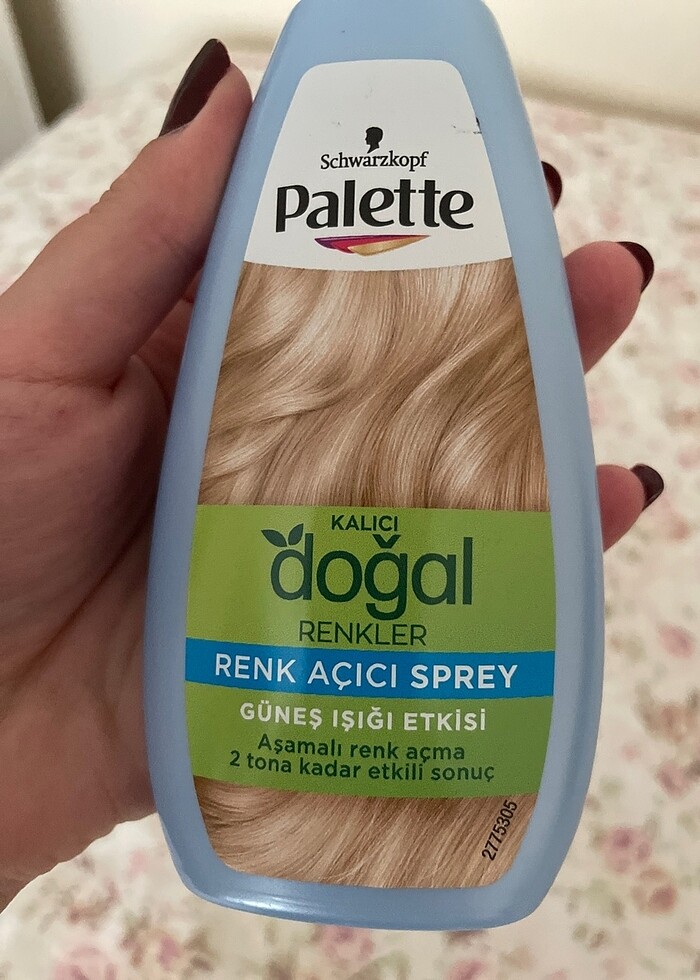 Schwarzkopf
Palette
KALICI
doğal
RENKLER
RENK AÇICI SPREY
GÜNEŞ IŞIĞI ETKİSİ
Aşamalı renk açma
2 tona kadar etkili sonuç
2775305